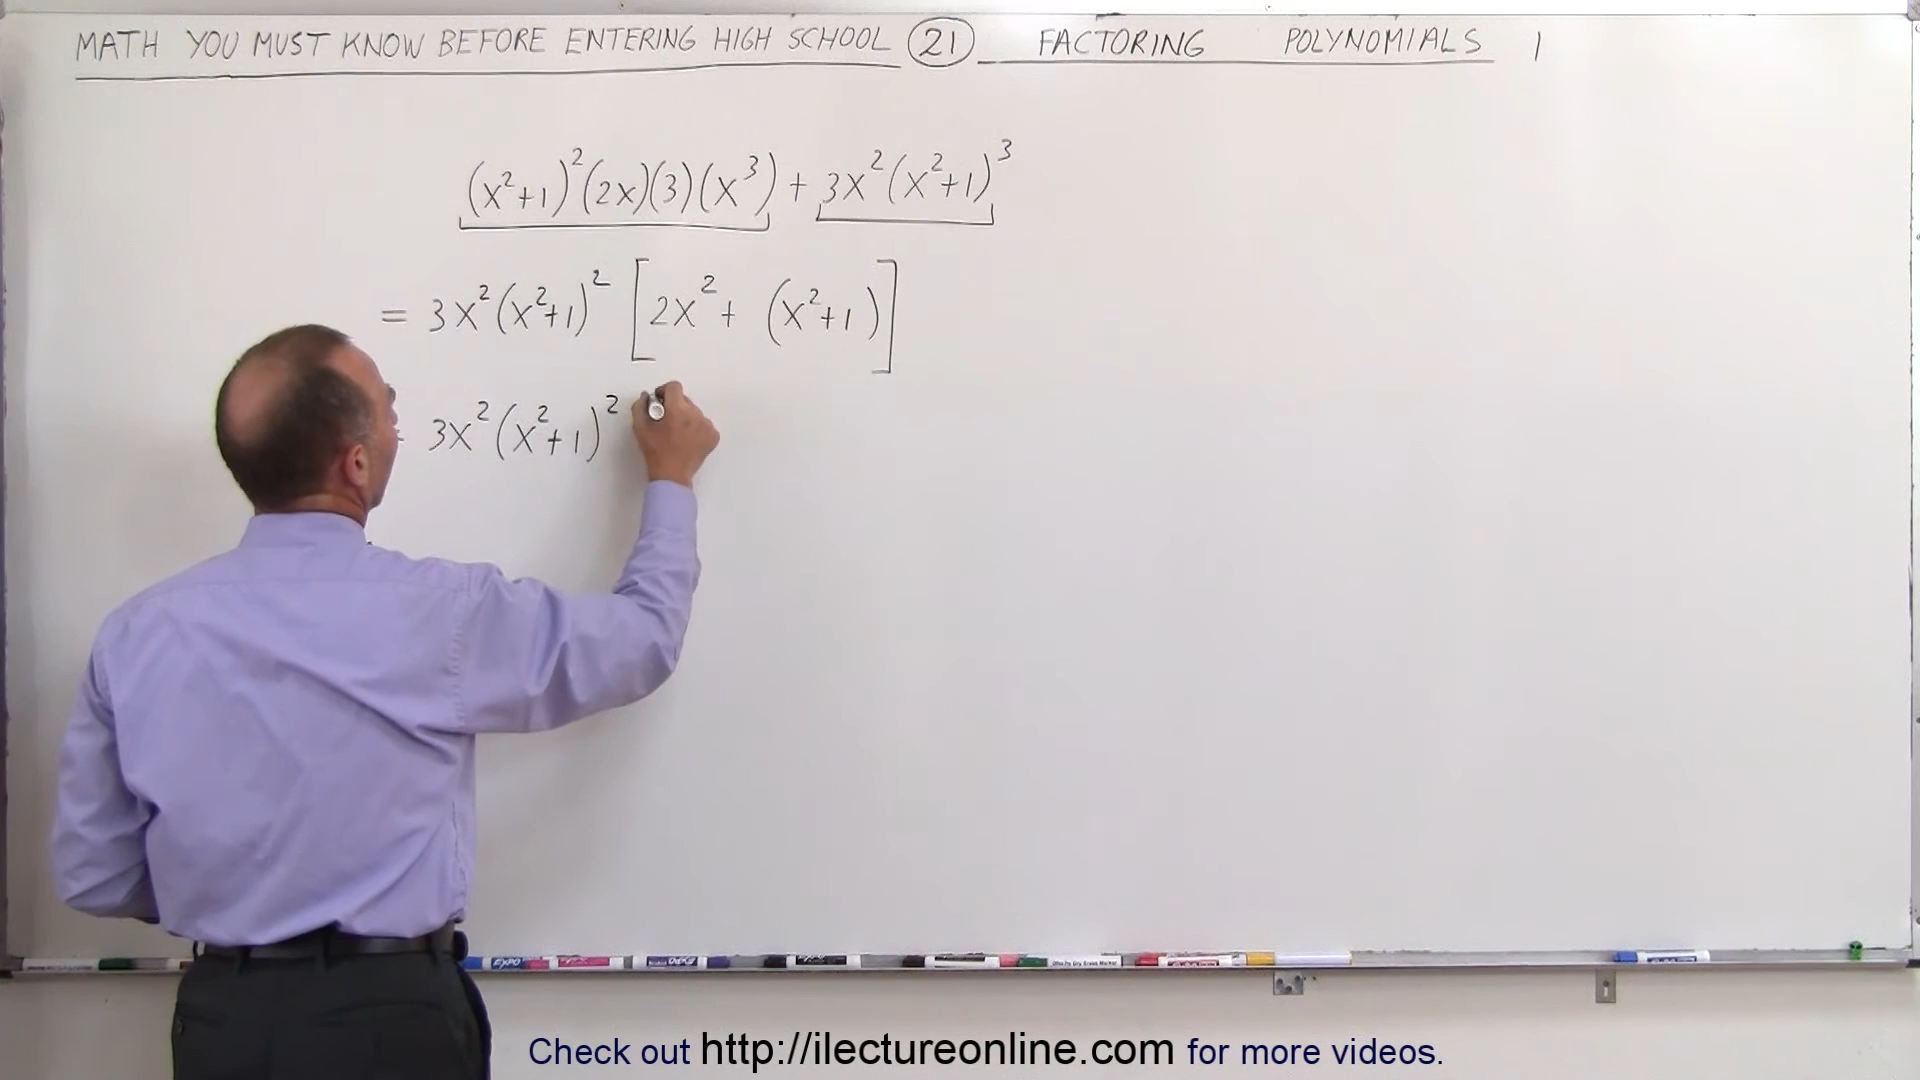 MATH YOU MUST KNOW BEFORE ENTERING HIGH SCHOOL 21 FACTORING POLYNOMIALS 1
(x²+1)²(2x)(3)(x³) + 3x²(x²+1)³
= 3x²(x²+1)² [2x² + (x²+1)]
3x²(x²+1)²
EXPO
Check out http://ilectureonline.com for more videos.